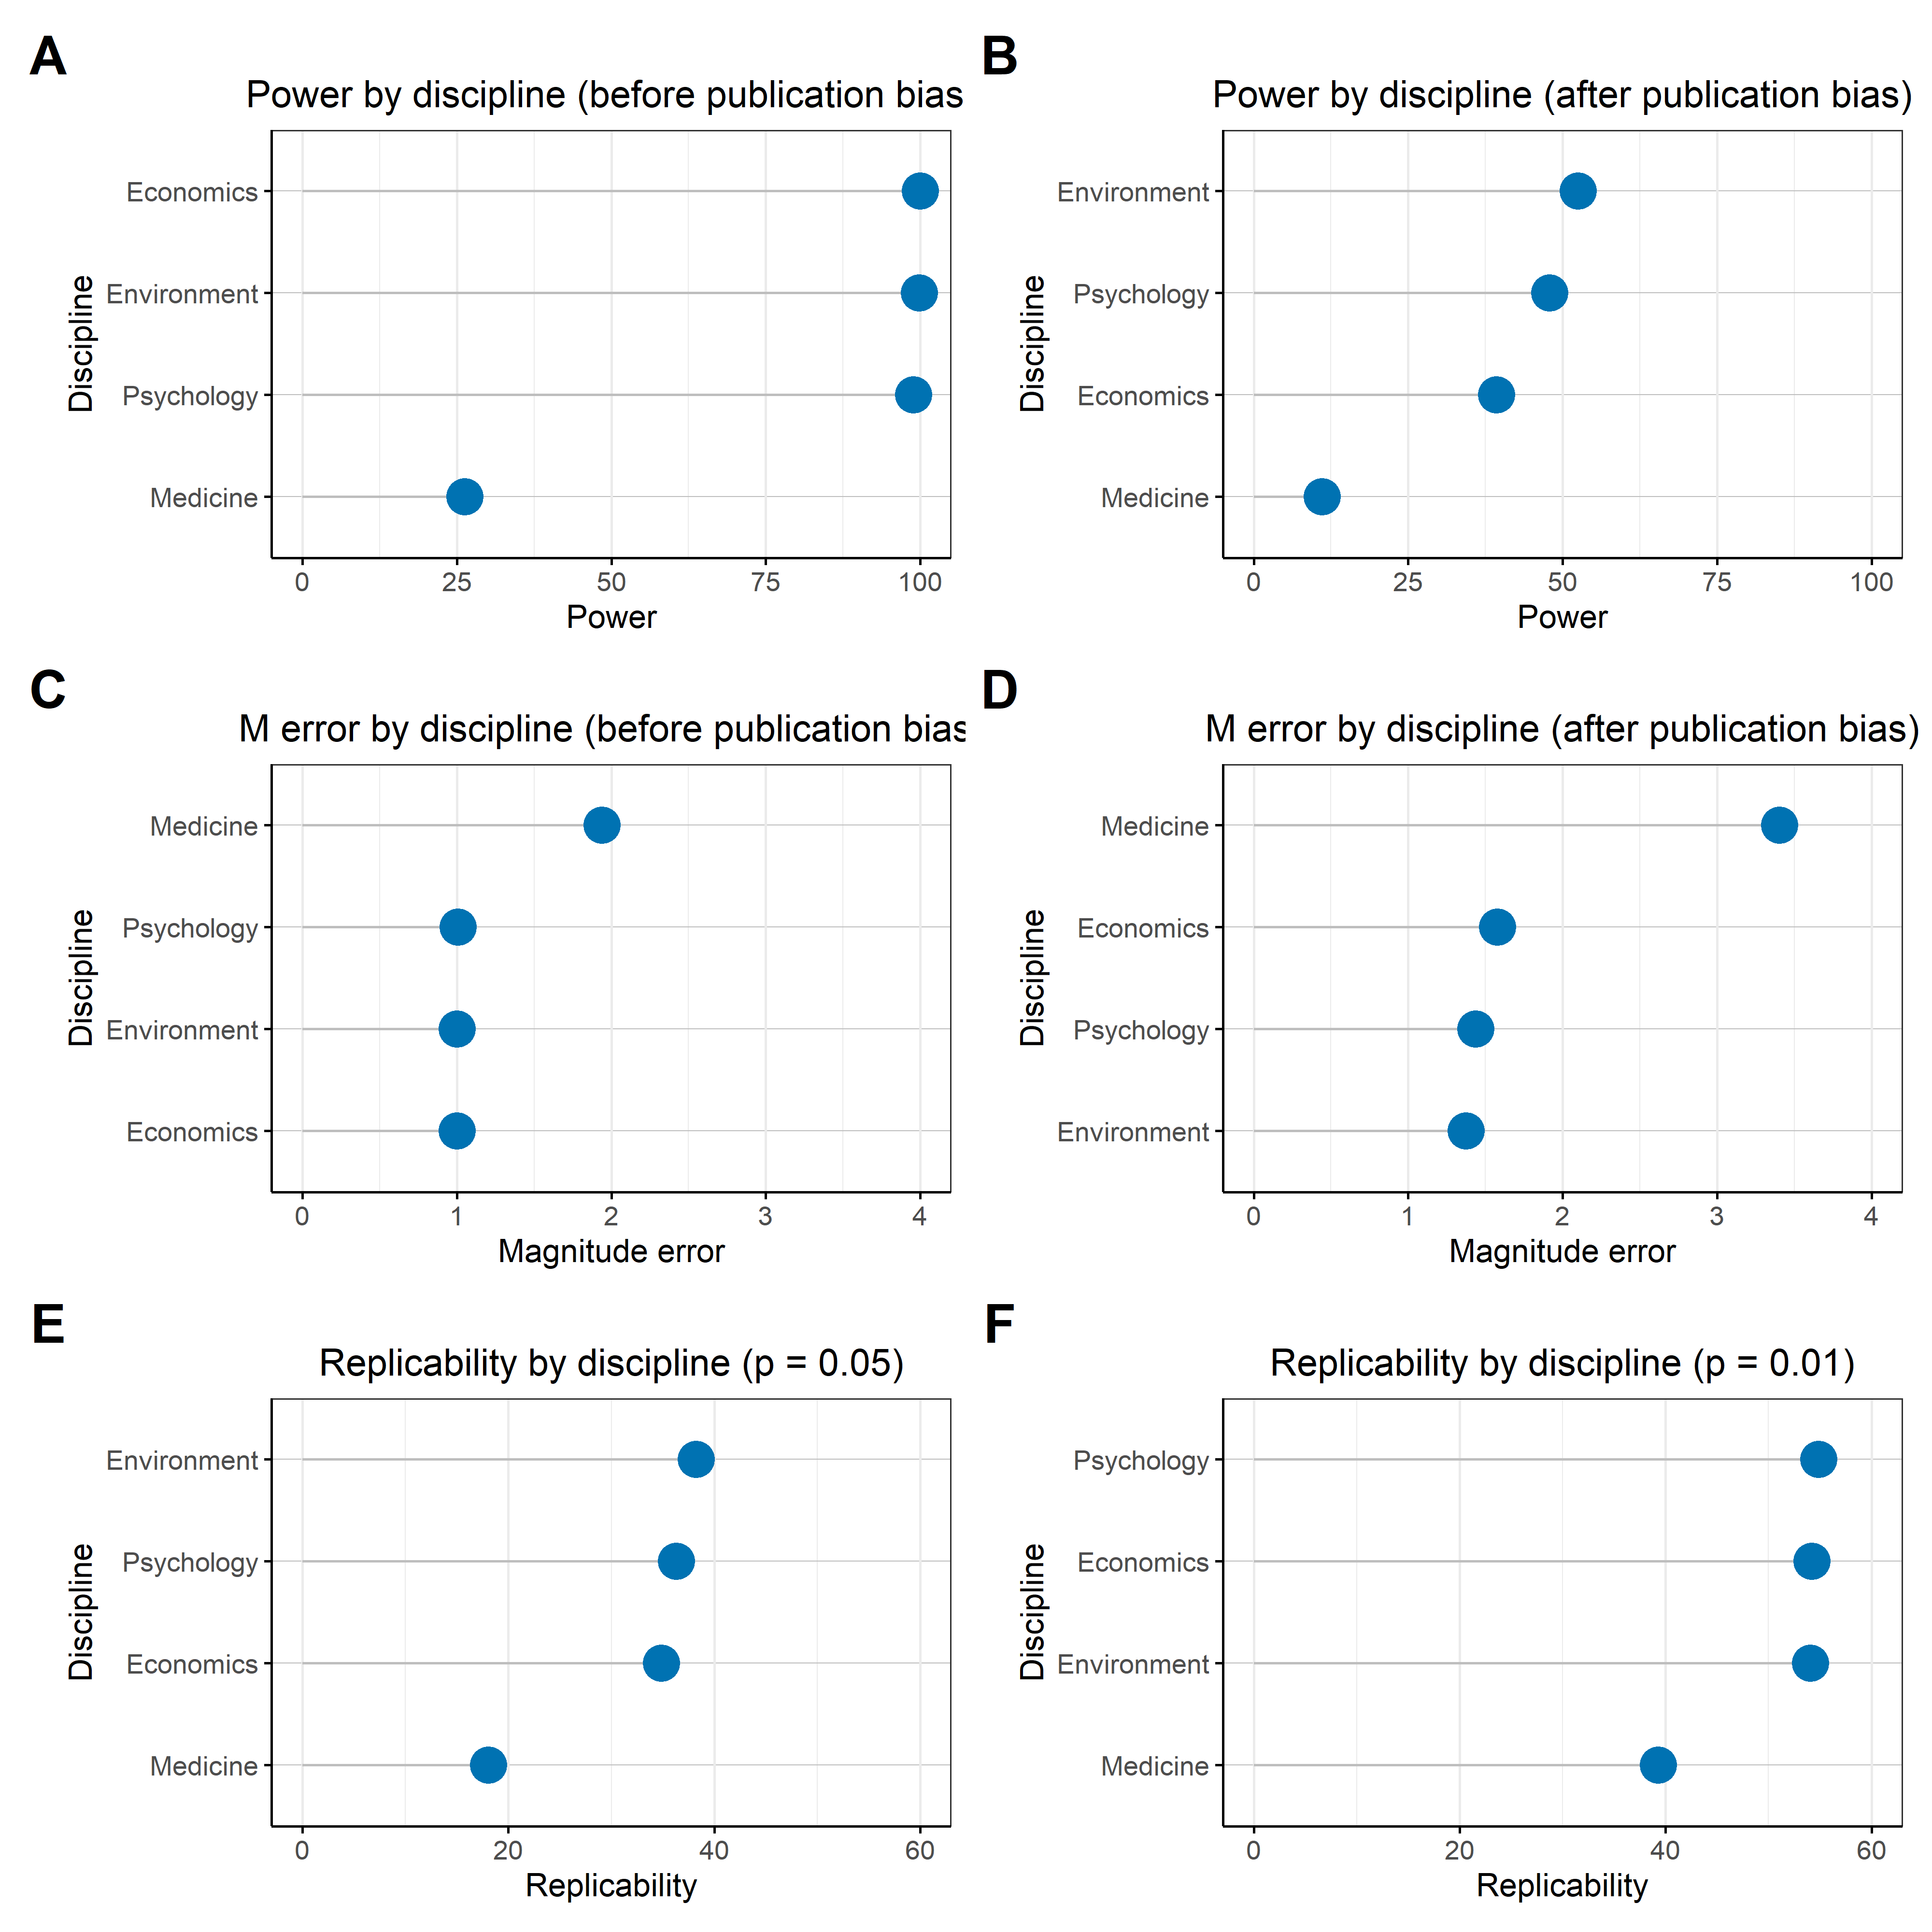 A
Power by discipline (before publication bias
Discipline
Economics
Environment
Psychology
Medicine
0 25 50 75 100
Power
B
Power by discipline (after publication bias)
Discipline
Environment
Psychology
Economics
Medicine
0 25 50 75 100
Power
C
M error by discipline (before publication bias
Discipline
Medicine
Psychology
Environment
Economics
0 1 2 3 4
Magnitude error
D
M error by discipline (after publication bias)
Discipline
Medicine
Economics
Psychology
Environment
0 1 2 3 4
Magnitude error
E
Replicability by discipline (p = 0.05)
Discipline
Environment
Psychology
Economics
Medicine
0 20 40 60
Replicability
F
Replicability by discipline (p = 0.01)
Discipline
Psychology
Economics
Environment
Medicine
0 20 40 60
Replicability